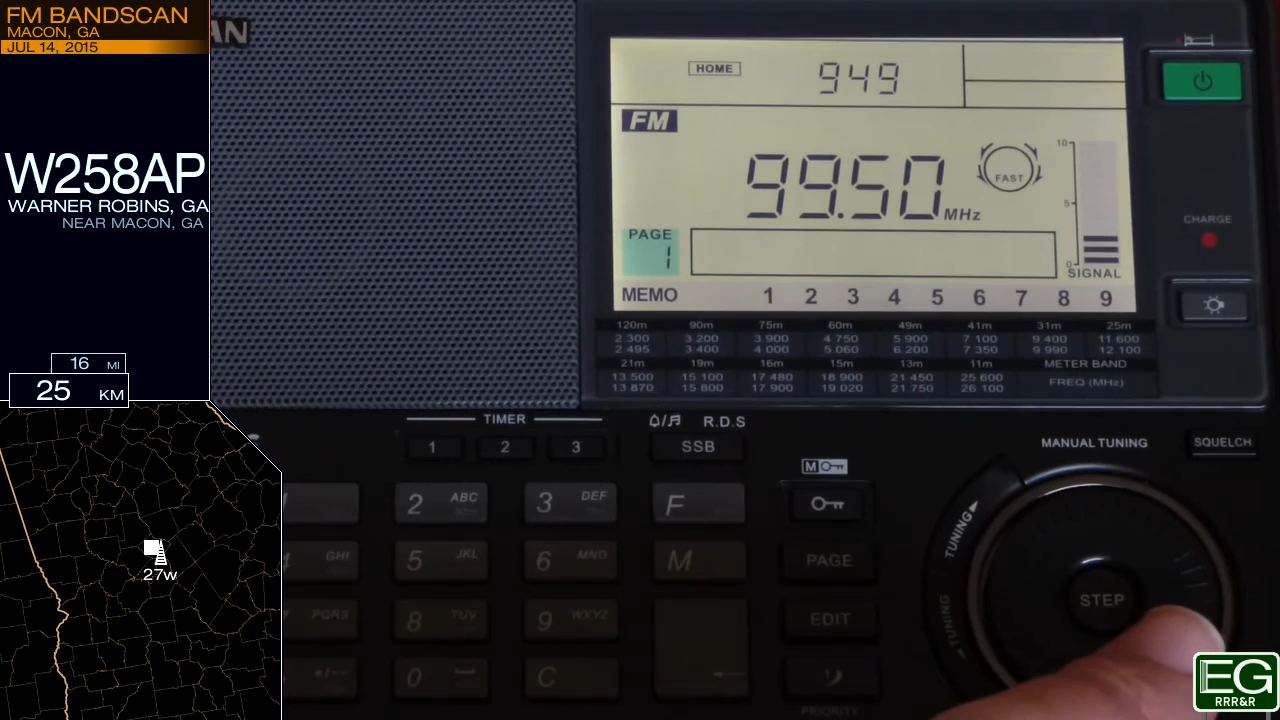 FM BANDSCAN
MACON, GA
JUL 14, 2015
W258AP
WARNER ROBINS, GA
NEAR MACON, GA
16 MI
25 KM
27w
AN
HOME 949
FM
99.50 MHz
FAST
10
5
0
SIGNAL
PAGE
1
MEMO 1 2 3 4 5 6 7 8 9
CHARGE
120m 90m 75m 60m 49m 41m 31m 25m
2 300 3 200 3 900 4 750 5 900 7 100 9 400 11 600
2 495 3 400 4 000 5 060 6 200 7 350 9 990 12 100
21m 19m 16m 15m 13m 11m METER BAND
13 500 15 100 17 480 18 900 21 450 25 600 FREQ (MHz)
13 870 15 800 17 900 19 020 21 750 26 100
TIMER
1 2 3
R.D.S
SSB
MANUAL TUNING
SQUELCH
M
1 2 ABC 3 DEF F
4 GHI 5 JKL 6 MNO M PAGE
7 PQRS 8 TUV 9 WXYZ EDIT
0 C
PRIORITY
TUNING
TUNING
STEP
EG
RRR&R